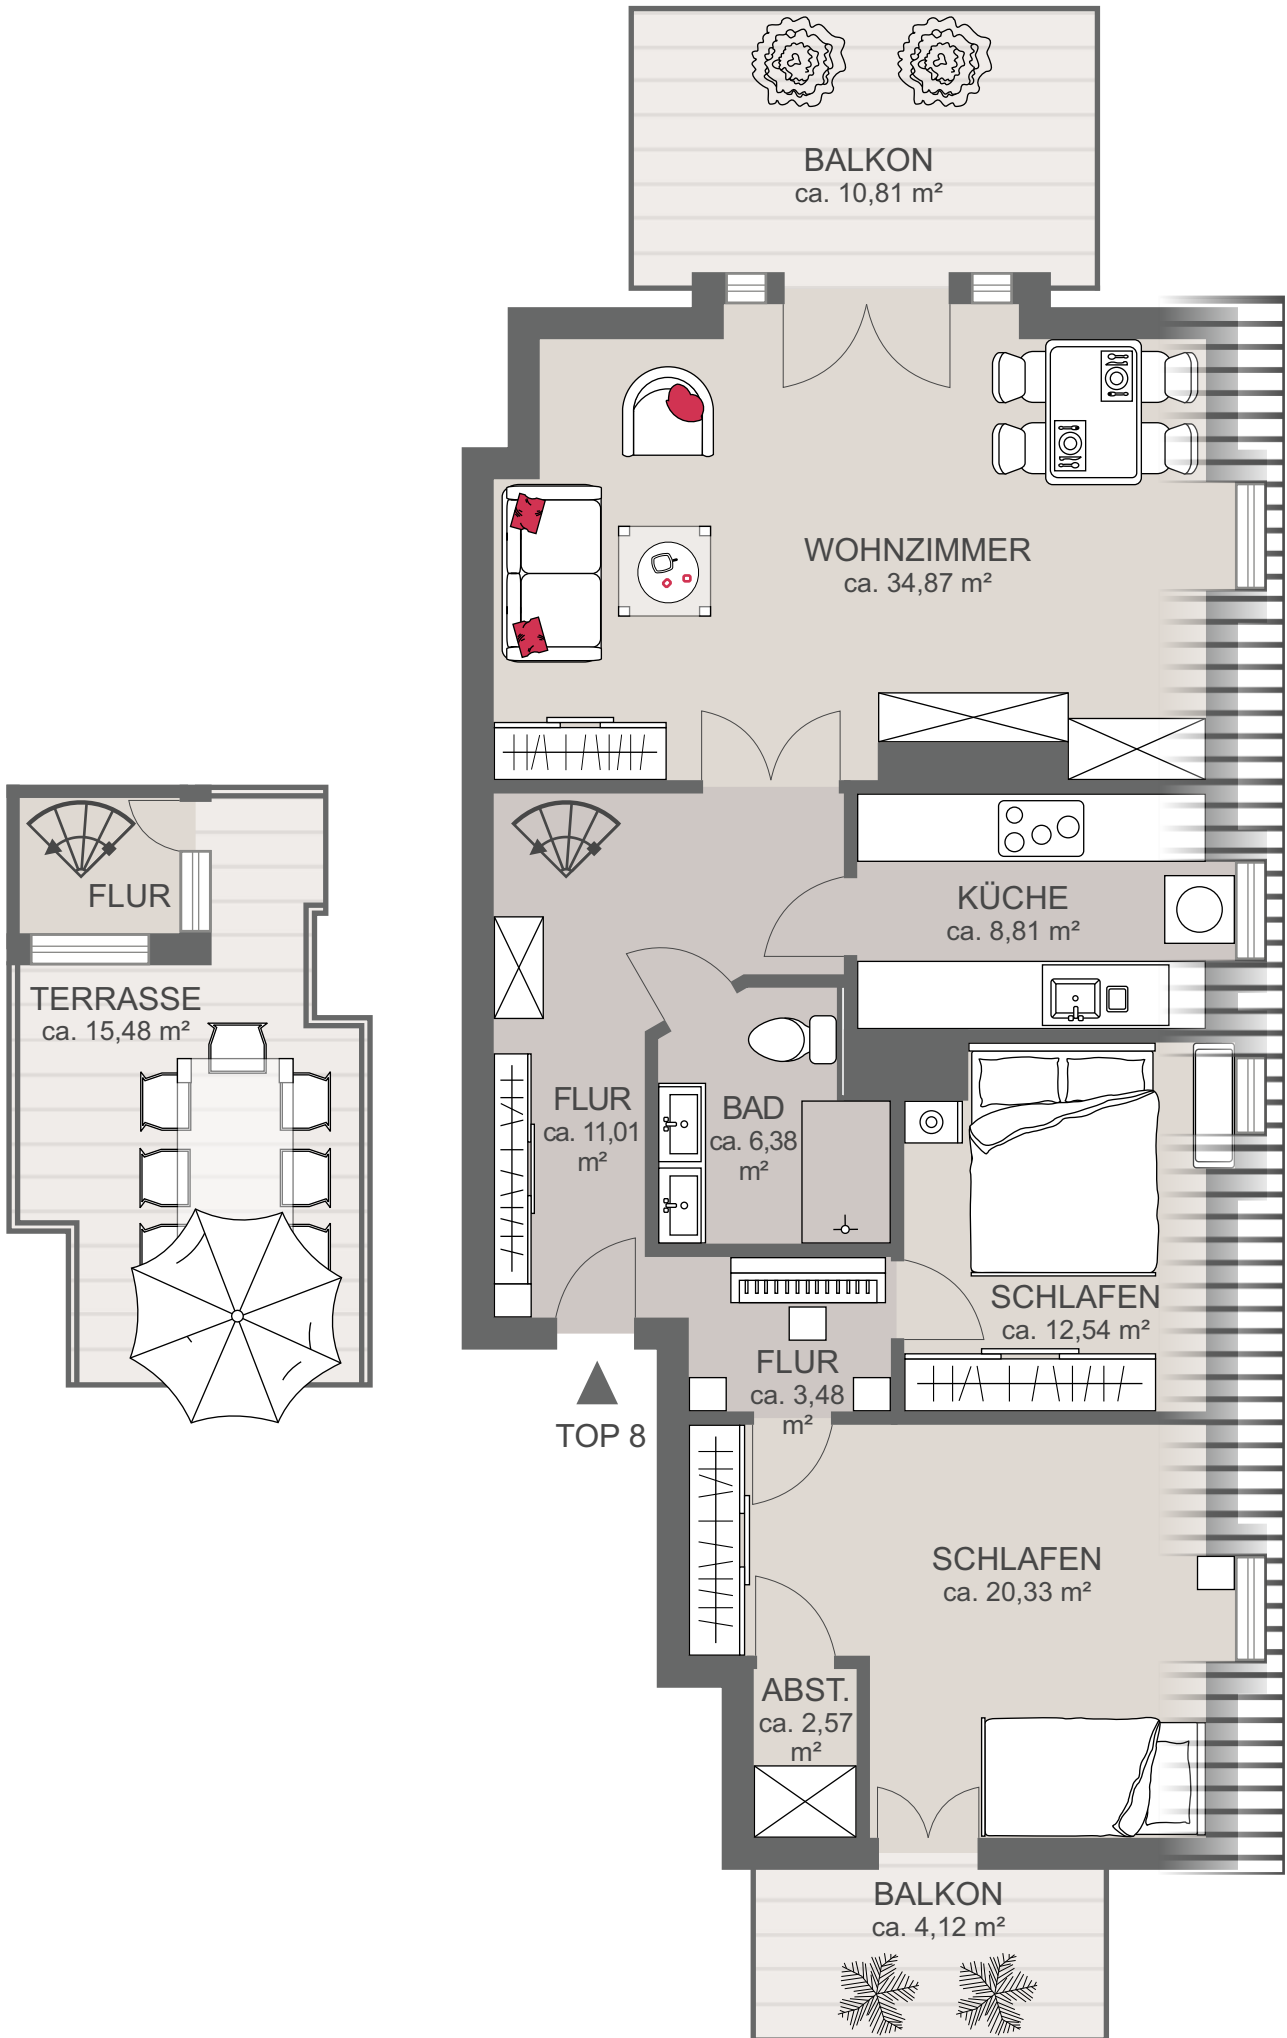 BALKON
ca. 10,81 m²
WOHNZIMMER
ca. 34,87 m²
KÜCHE
ca. 8,81 m²
FLUR
TERRASSE
ca. 15,48 m²
FLUR
ca. 11,01
m²
BAD
ca. 6,38
m²
SCHLAFEN
ca. 12,54 m²
FLUR
ca. 3,48
m²
TOP 8
SCHLAFEN
ca. 20,33 m²
ABST.
ca. 2,57
m²
BALKON
ca. 4,12 m²